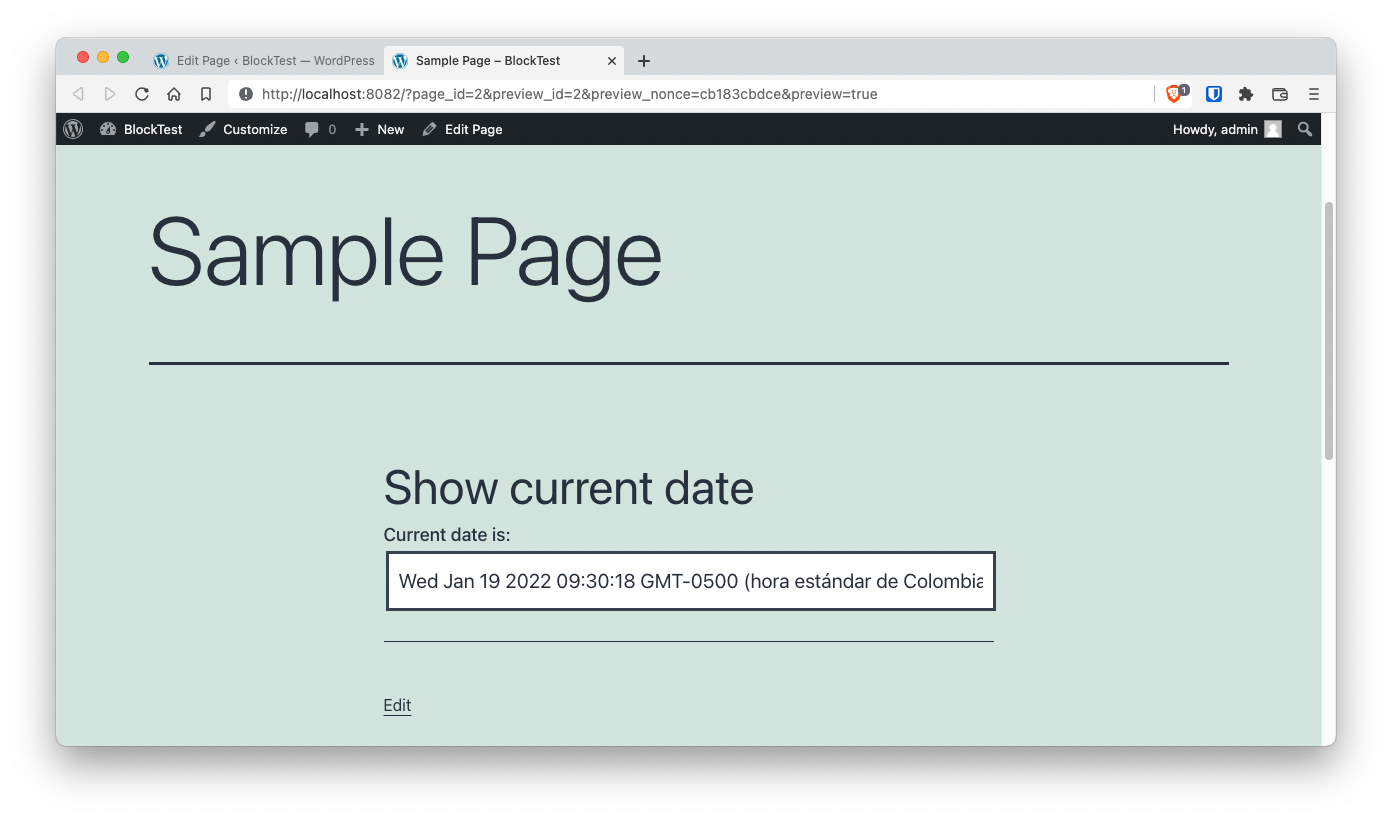 Edit Page ‹ BlockTest — WordPress
Sample Page – BlockTest
http://localhost:8082/?page_id=2&preview_id=2&preview_nonce=cb183cbdce&preview=true
1
BlockTest
Customize
0
New
Edit Page
Howdy, admin
Sample Page
Show current date
Current date is:
Wed Jan 19 2022 09:30:18 GMT-0500 (hora estándar de Colombia
Edit